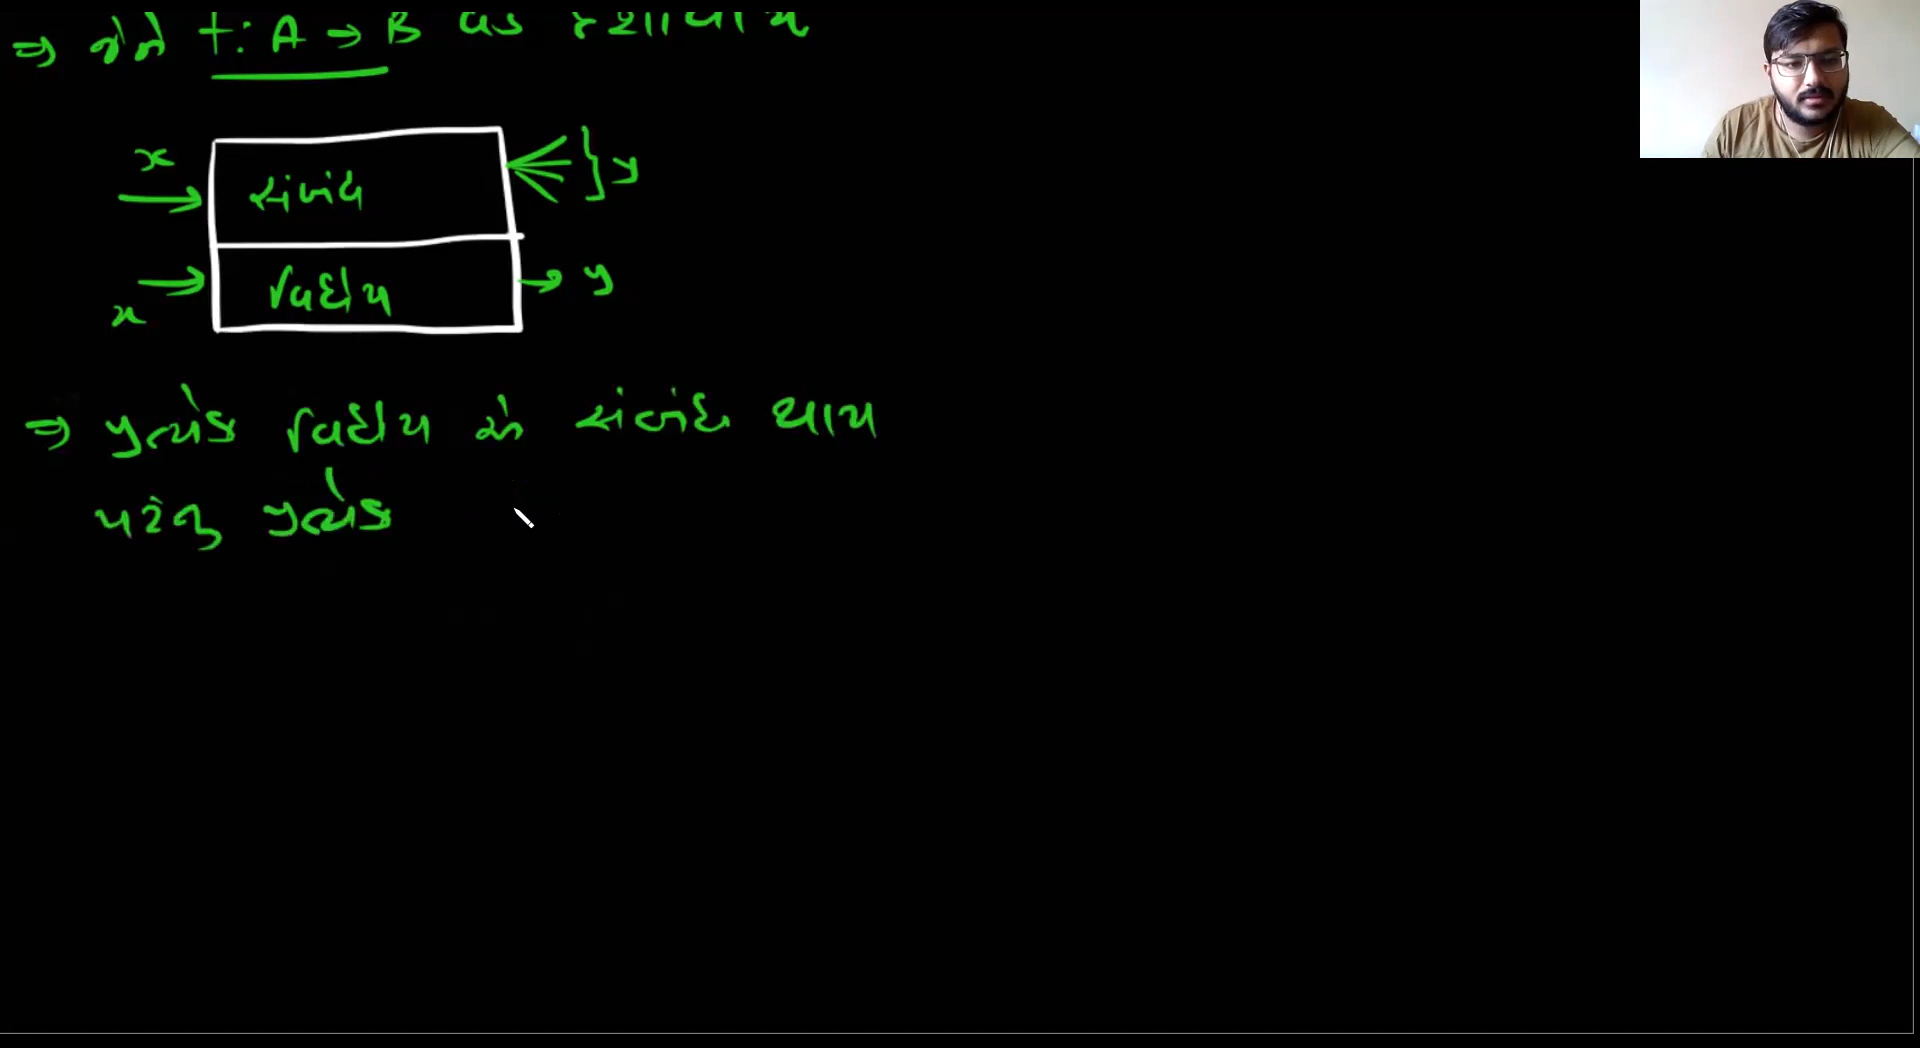 ⇒ જેને f: A → B વડે દર્શાવાય
x સંબંધ } y
x વિધેય → y
⇒ પ્રત્યેક વિધેય એ સંબંધ થાય
પરંતુ પ્રત્યેક